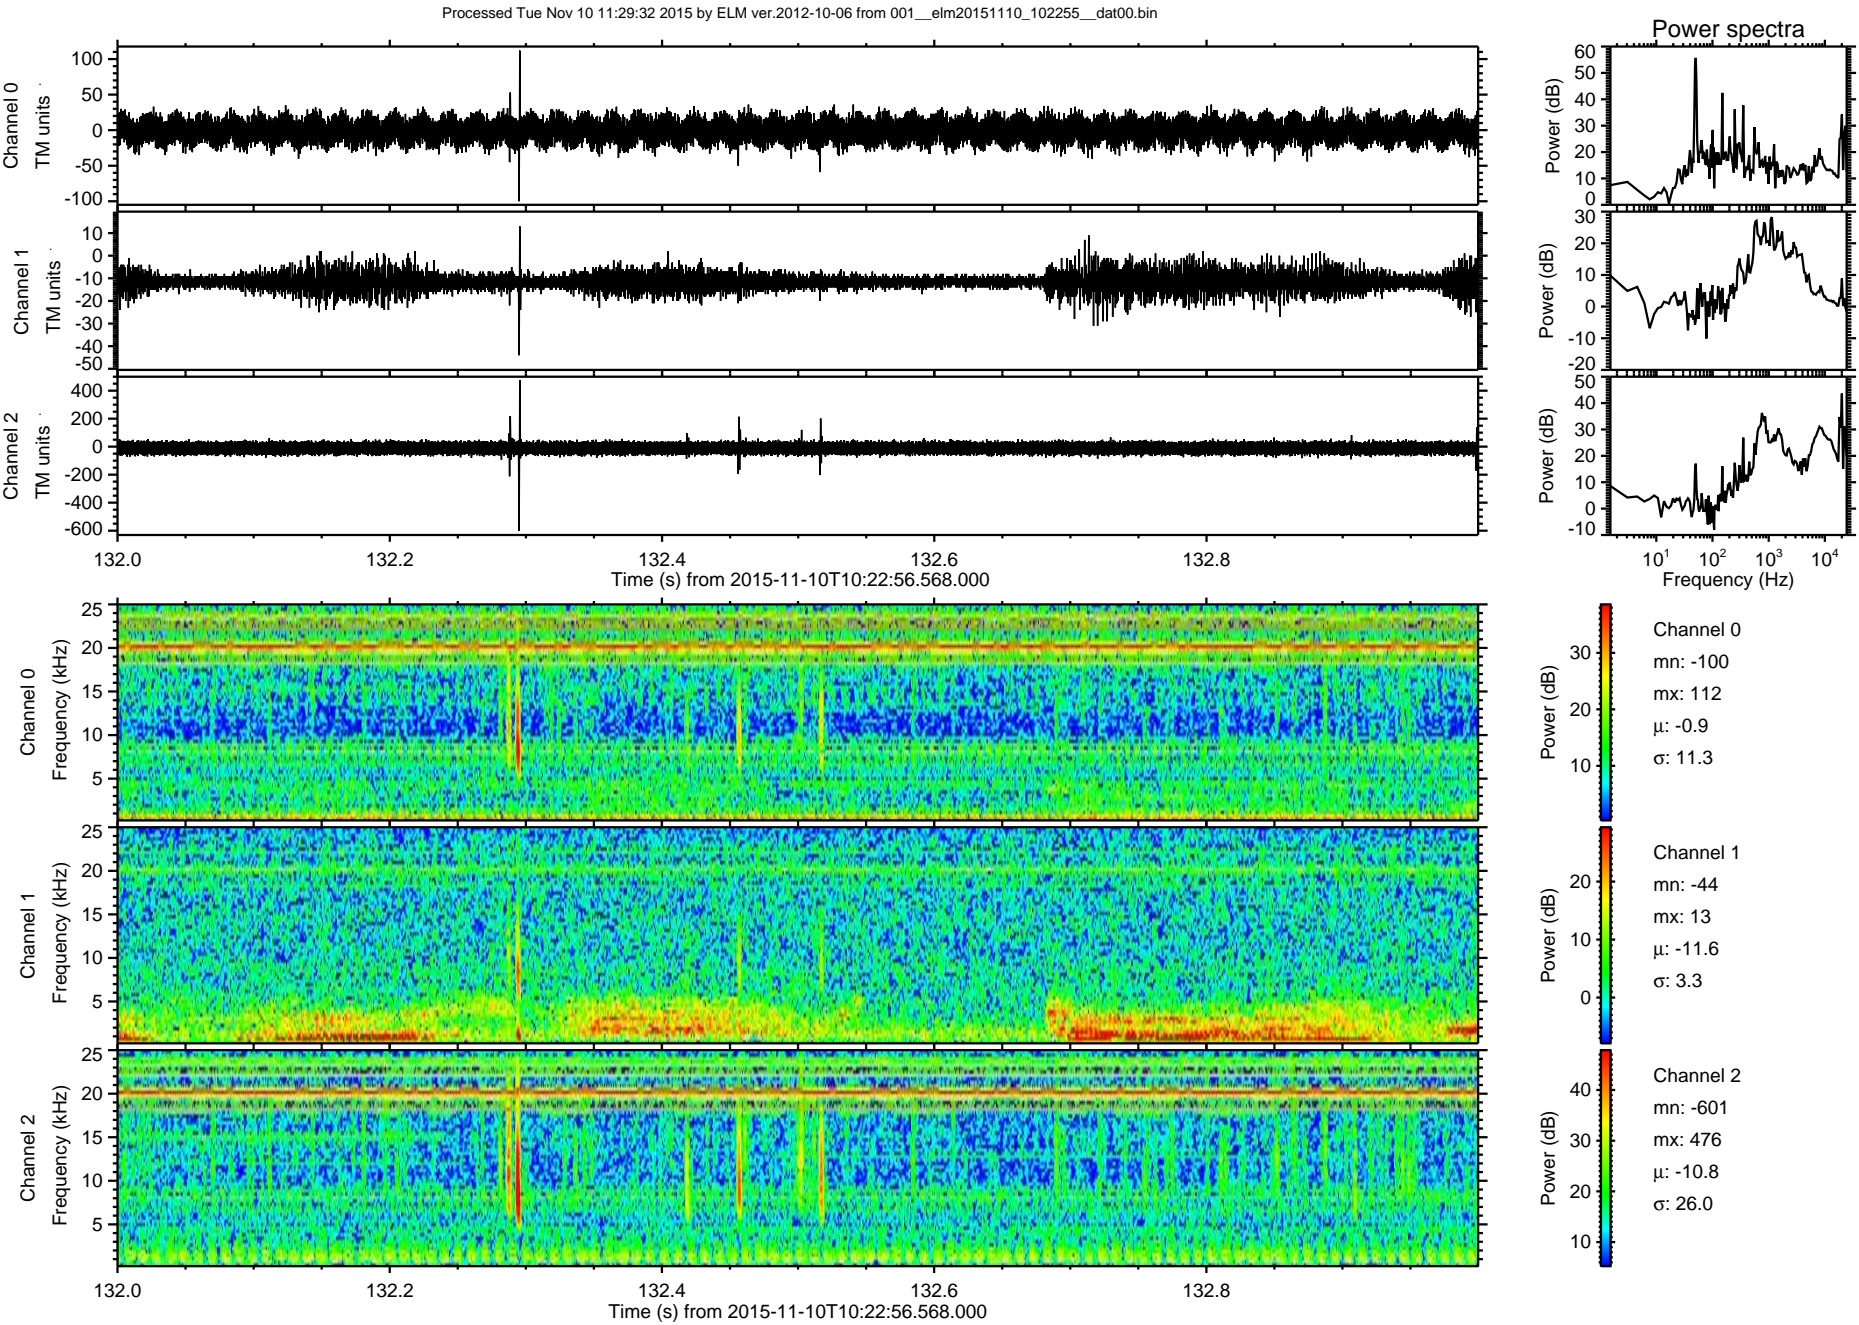 Processed Tue Nov 10 11:29:32 2015 by ELM ver.2012-10-06 from 001__elm20151110_102255__dat00.bin
Power spectra
Channel 0
TM units
100
50
0
-50
-100
Power (dB)
60
50
40
30
20
10
0
Channel 1
TM units
10
0
-10
-20
-30
-40
-50
Power (dB)
30
20
10
0
-10
-20
Channel 2
TM units
400
200
0
-200
-400
-600
Power (dB)
50
40
30
20
10
0
-10
132.0 132.2 132.4 132.6 132.8
Time (s) from 2015-11-10T10:22:56.568.000
10¹ 10² 10³ 10⁴
Frequency (Hz)
Channel 0
Frequency (kHz)
25
20
15
10
5
Power (dB)
30
20
10
Channel 0
mn: -100
mx: 112
µ: -0.9
σ: 11.3
Channel 1
Frequency (kHz)
25
20
15
10
5
Power (dB)
20
10
0
Channel 1
mn: -44
mx: 13
µ: -11.6
σ: 3.3
Channel 2
Frequency (kHz)
25
20
15
10
5
Power (dB)
40
30
20
10
Channel 2
mn: -601
mx: 476
µ: -10.8
σ: 26.0
132.0 132.2 132.4 132.6 132.8
Time (s) from 2015-11-10T10:22:56.568.000